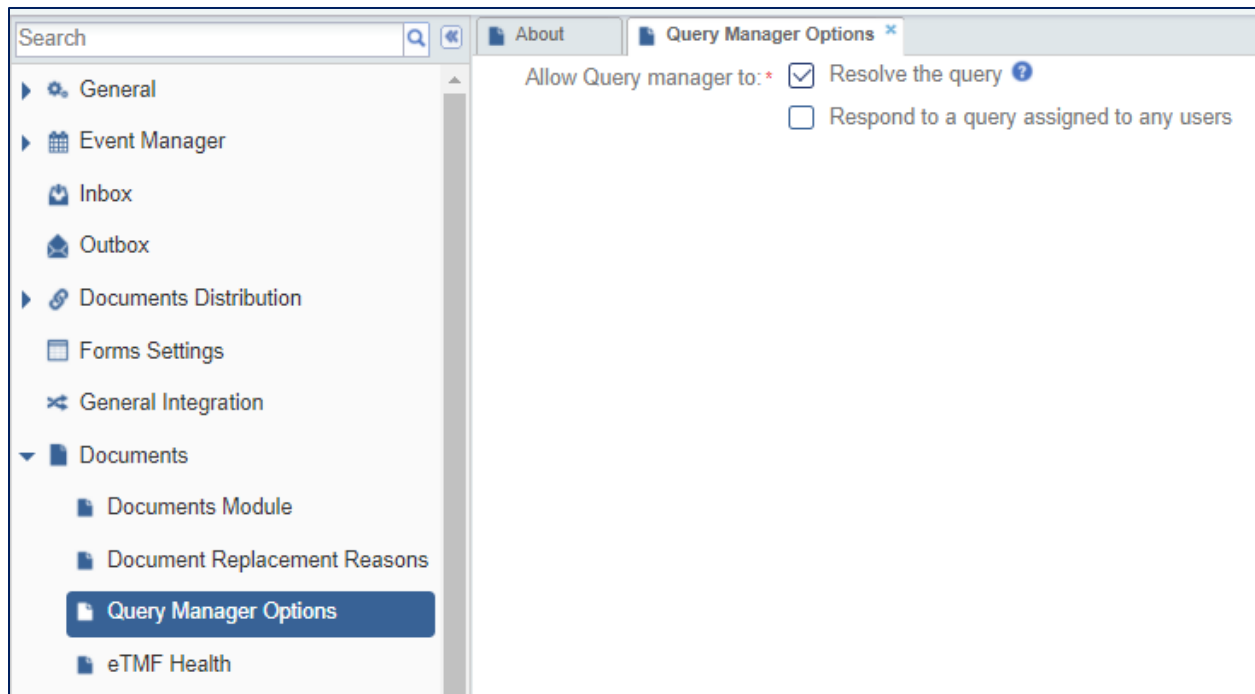 Search
About
Query Manager Options
Allow Query manager to:* Resolve the query
Respond to a query assigned to any users
General
Event Manager
Inbox
Outbox
Documents Distribution
Forms Settings
General Integration
Documents
Documents Module
Document Replacement Reasons
Query Manager Options
eTMF Health